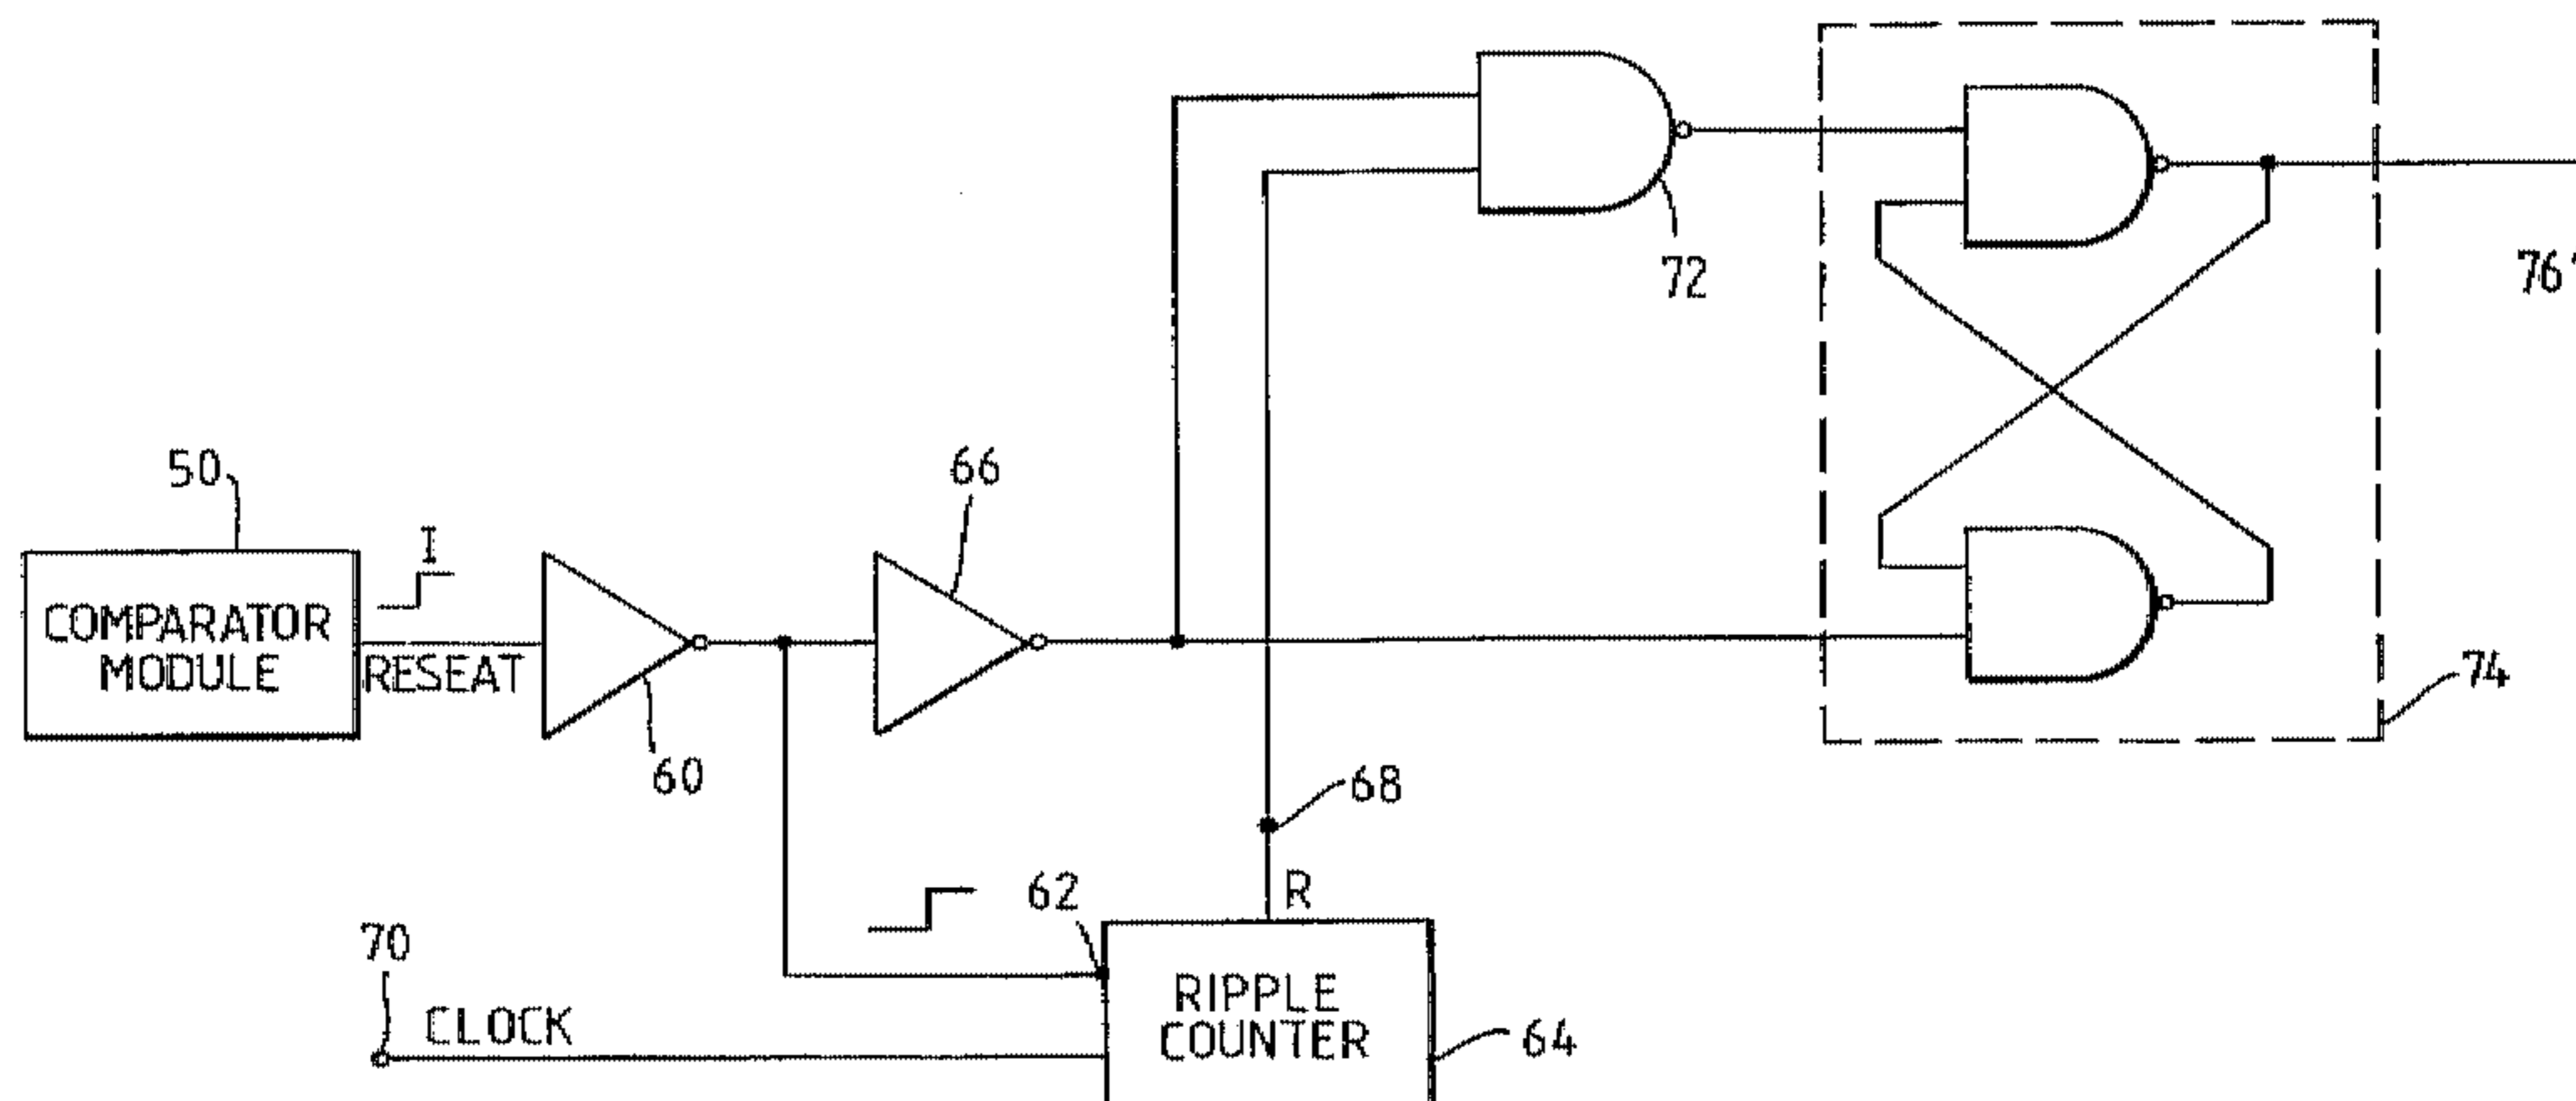 72
76
50
I
66
COMPARATOR
MODULE
RESEAT
60
74
68
62
R
70
CLOCK
RIPPLE
COUNTER
64